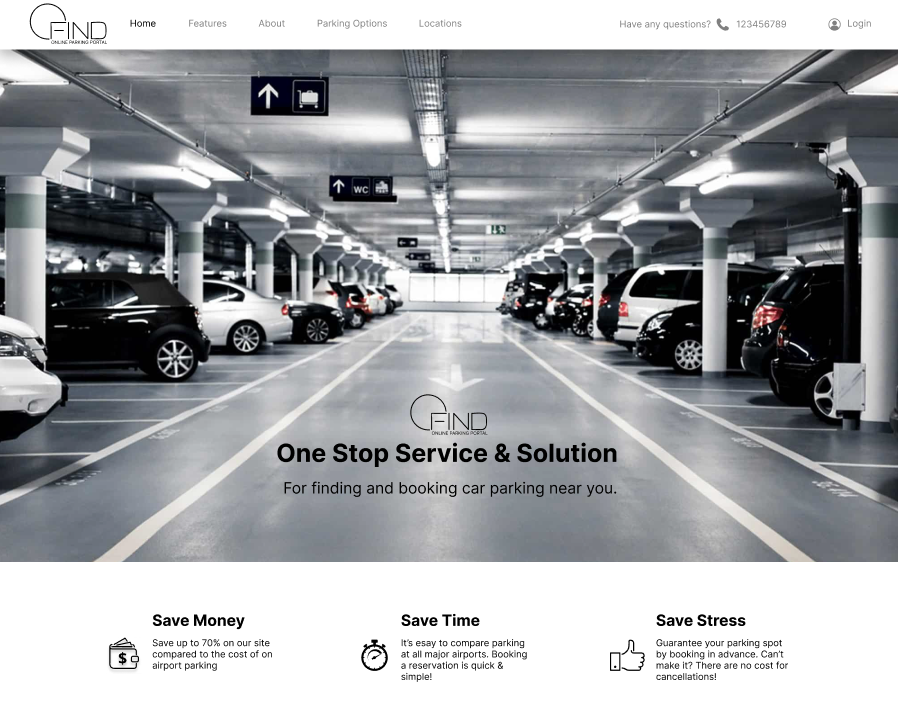 FIND
ONLINE PARKING PORTAL
Home Features About Parking Options Locations Have any questions? 123456789 Login
WC
FIND
ONLINE PARKING PORTAL
One Stop Service & Solution
For finding and booking car parking near you.
Save Money
Save up to 70% on our site
compared to the cost of on
airport parking
Save Time
It's esay to compare parking
at all major airports. Booking
a reservation is quick &
simple!
Save Stress
Guarantee your parking spot
by booking in advance. Can't
make it? There are no cost for
cancellations!